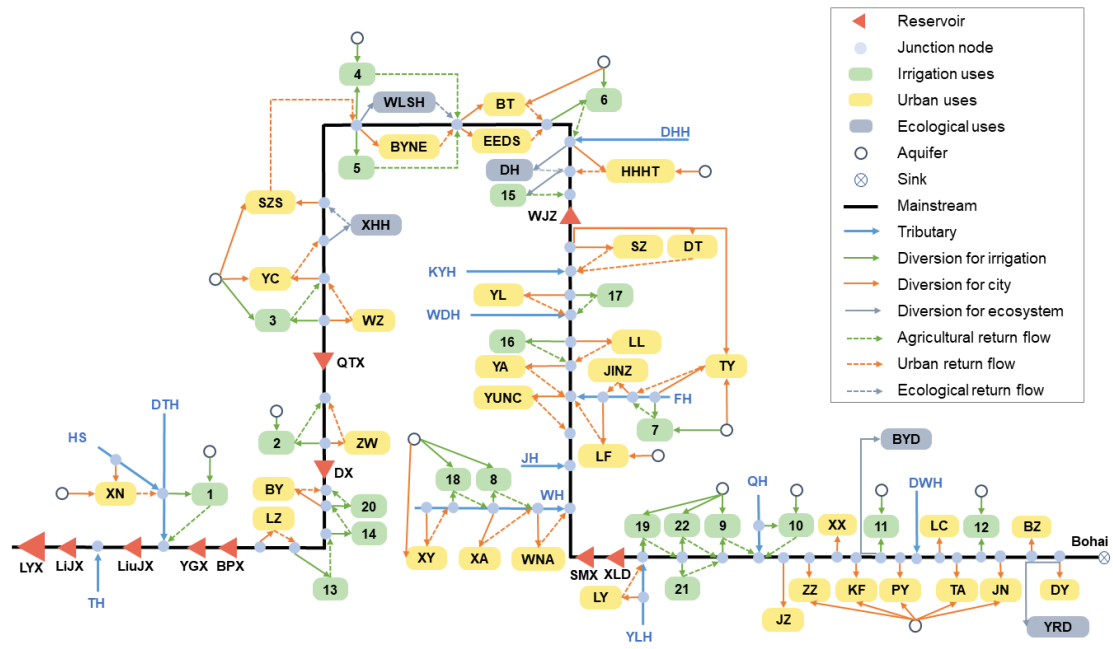 Reservoir
Junction node
Irrigation uses
Urban uses
Ecological uses
Aquifer
Sink
Mainstream
Tributary
Diversion for irrigation
Diversion for city
Diversion for ecosystem
Agricultural return flow
Urban return flow
Ecological return flow
4
WLSH
BYNE
5
BT
EEDS
6
DHH
DH
HHHT
15
WJZ
SZS
XHH
YC
3
WZ
QTX
SZ
DT
KYH
YL
17
WDH
16
LL
YA
JINZ
TY
YUNC
FH
7
LF
JH
DTH
HS
2
ZW
DX
XN
1
BY
LZ
20
14
13
LYX
LiJX
TH
LiuJX
YGX
BPX
18
8
WH
XY
XA
WNA
SMX
XLD
19
22
9
QH
10
21
LY
YLH
JZ
XX
BYD
11
DWH
LC
12
BZ
Bohai
ZZ
KF
PY
TA
JN
DY
YRD